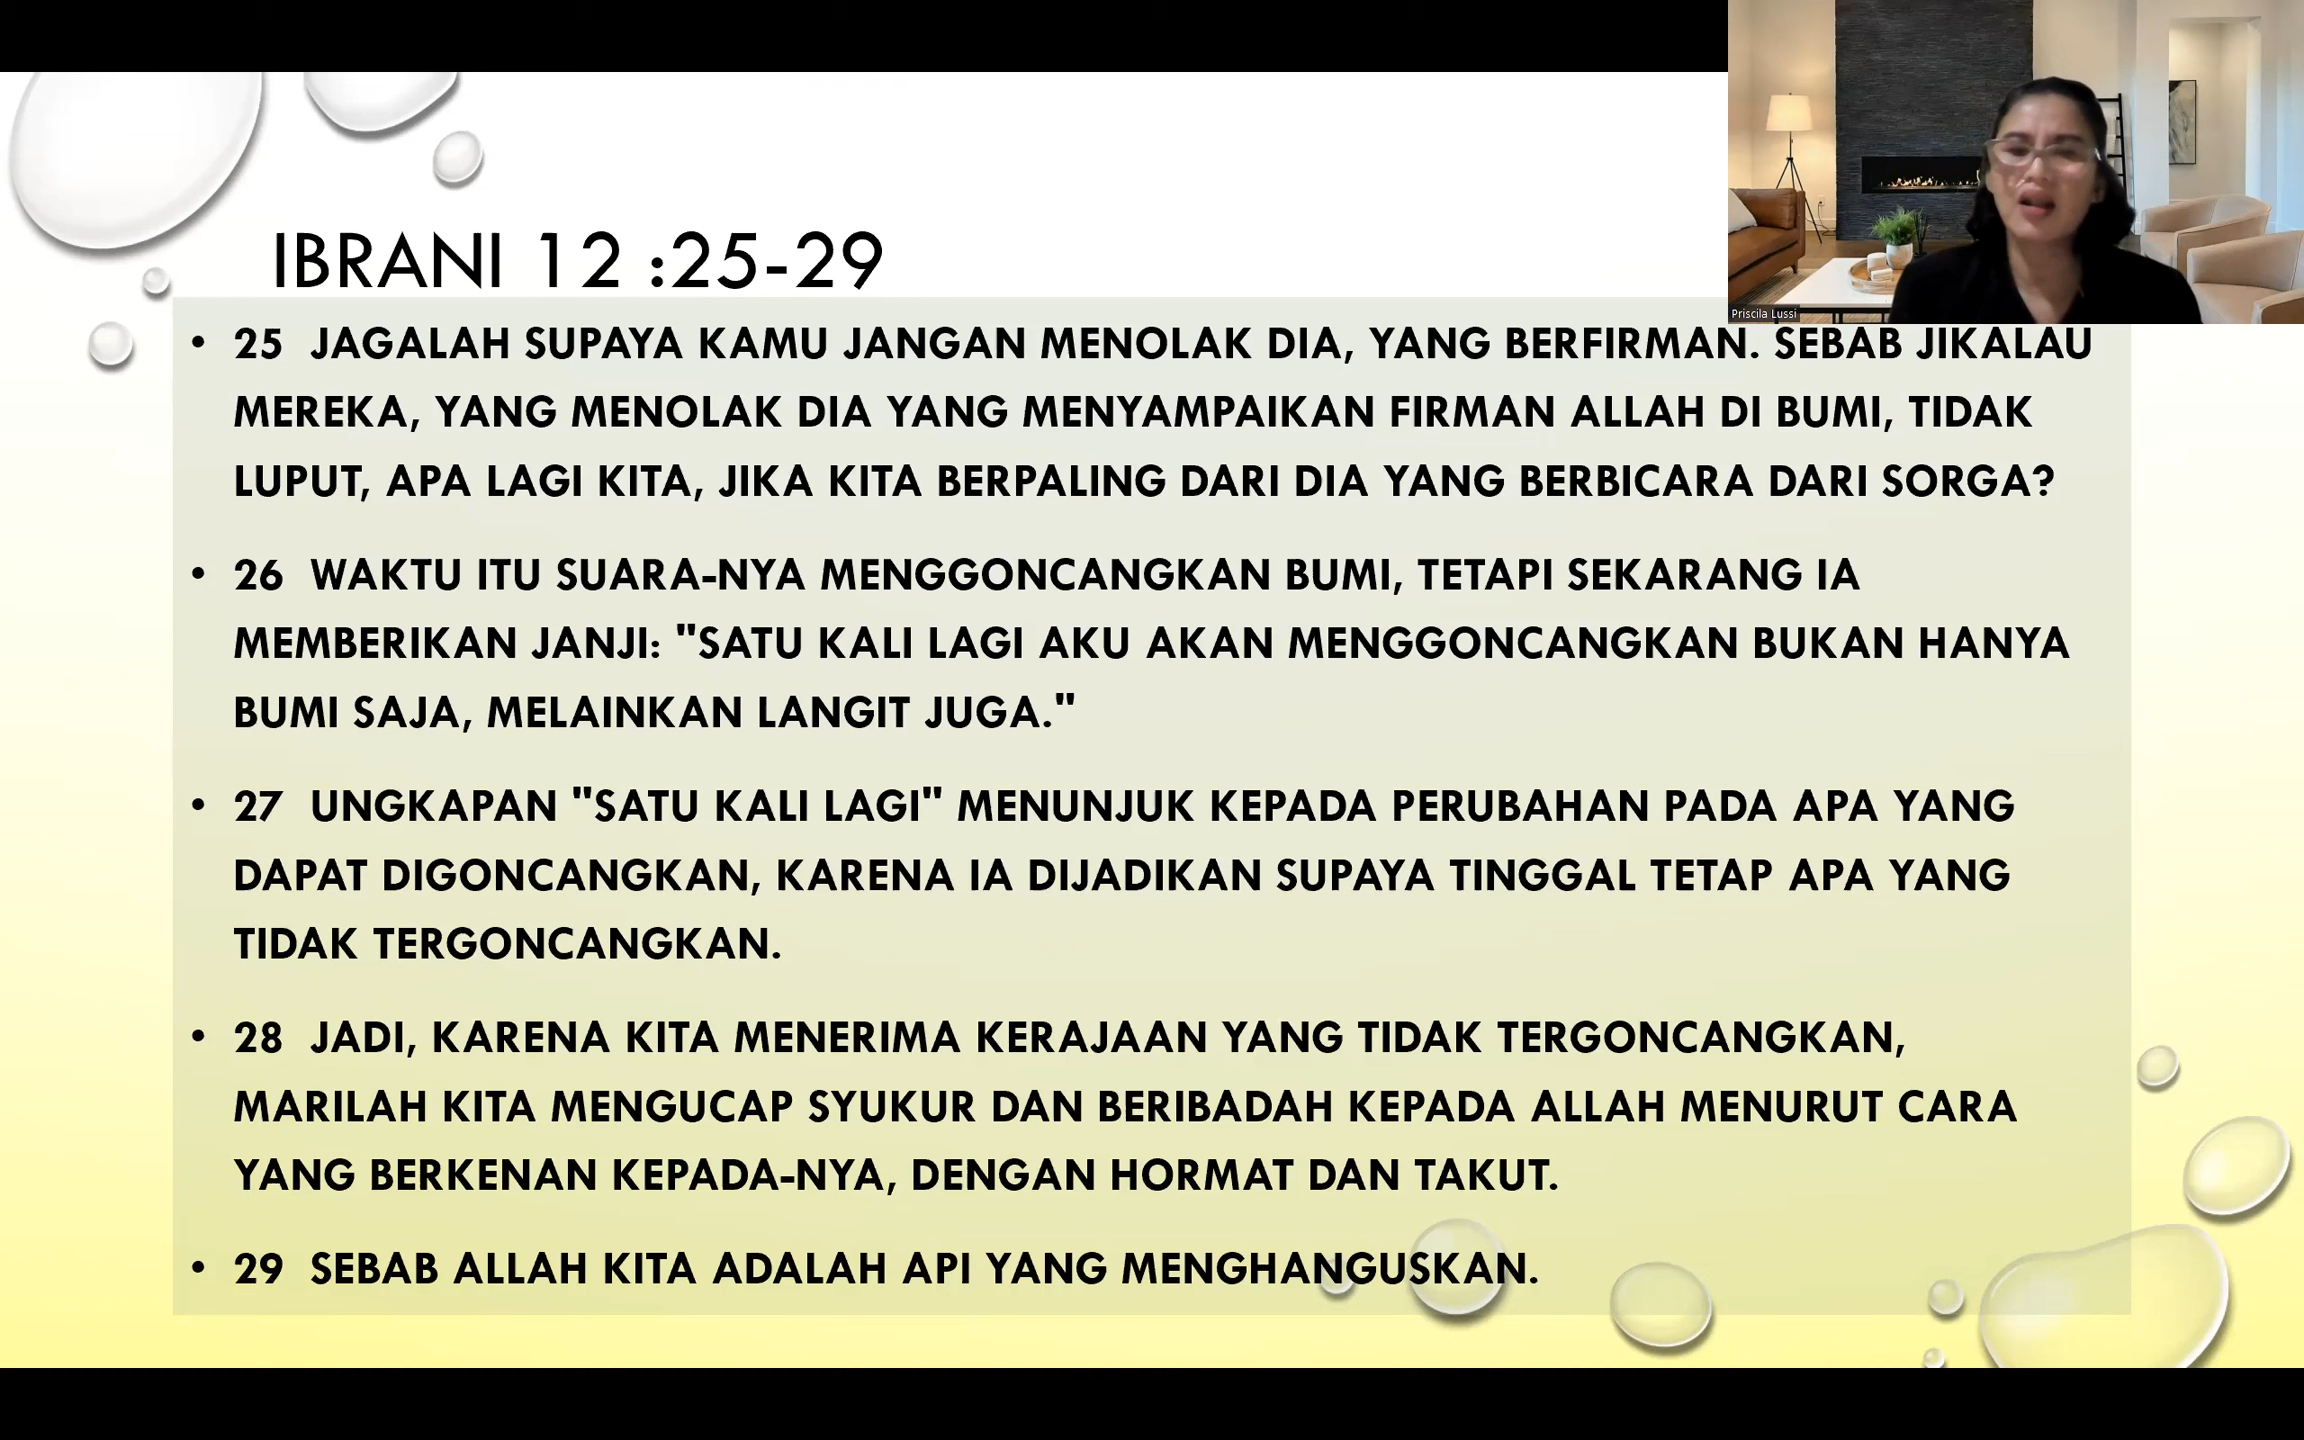 IBRANI 12 :25-29
Priscila Lussi
• 25 JAGALAH SUPAYA KAMU JANGAN MENOLAK DIA, YANG BERFIRMAN. SEBAB JIKALAU
MEREKA, YANG MENOLAK DIA YANG MENYAMPAIKAN FIRMAN ALLAH DI BUMI, TIDAK
LUPUT, APA LAGI KITA, JIKA KITA BERPALING DARI DIA YANG BERBICARA DARI SORGA?
• 26 WAKTU ITU SUARA-NYA MENGGONCANGKAN BUMI, TETAPI SEKARANG IA
MEMBERIKAN JANJI: "SATU KALI LAGI AKU AKAN MENGGONCANGKAN BUKAN HANYA
BUMI SAJA, MELAINKAN LANGIT JUGA."
• 27 UNGKAPAN "SATU KALI LAGI" MENUNJUK KEPADA PERUBAHAN PADA APA YANG
DAPAT DIGONCANGKAN, KARENA IA DIJADIKAN SUPAYA TINGGAL TETAP APA YANG
TIDAK TERGONCANGKAN.
• 28 JADI, KARENA KITA MENERIMA KERAJAAN YANG TIDAK TERGONCANGKAN,
MARILAH KITA MENGUCAP SYUKUR DAN BERIBADAH KEPADA ALLAH MENURUT CARA
YANG BERKENAN KEPADA-NYA, DENGAN HORMAT DAN TAKUT.
• 29 SEBAB ALLAH KITA ADALAH API YANG MENGHANGUSKAN.